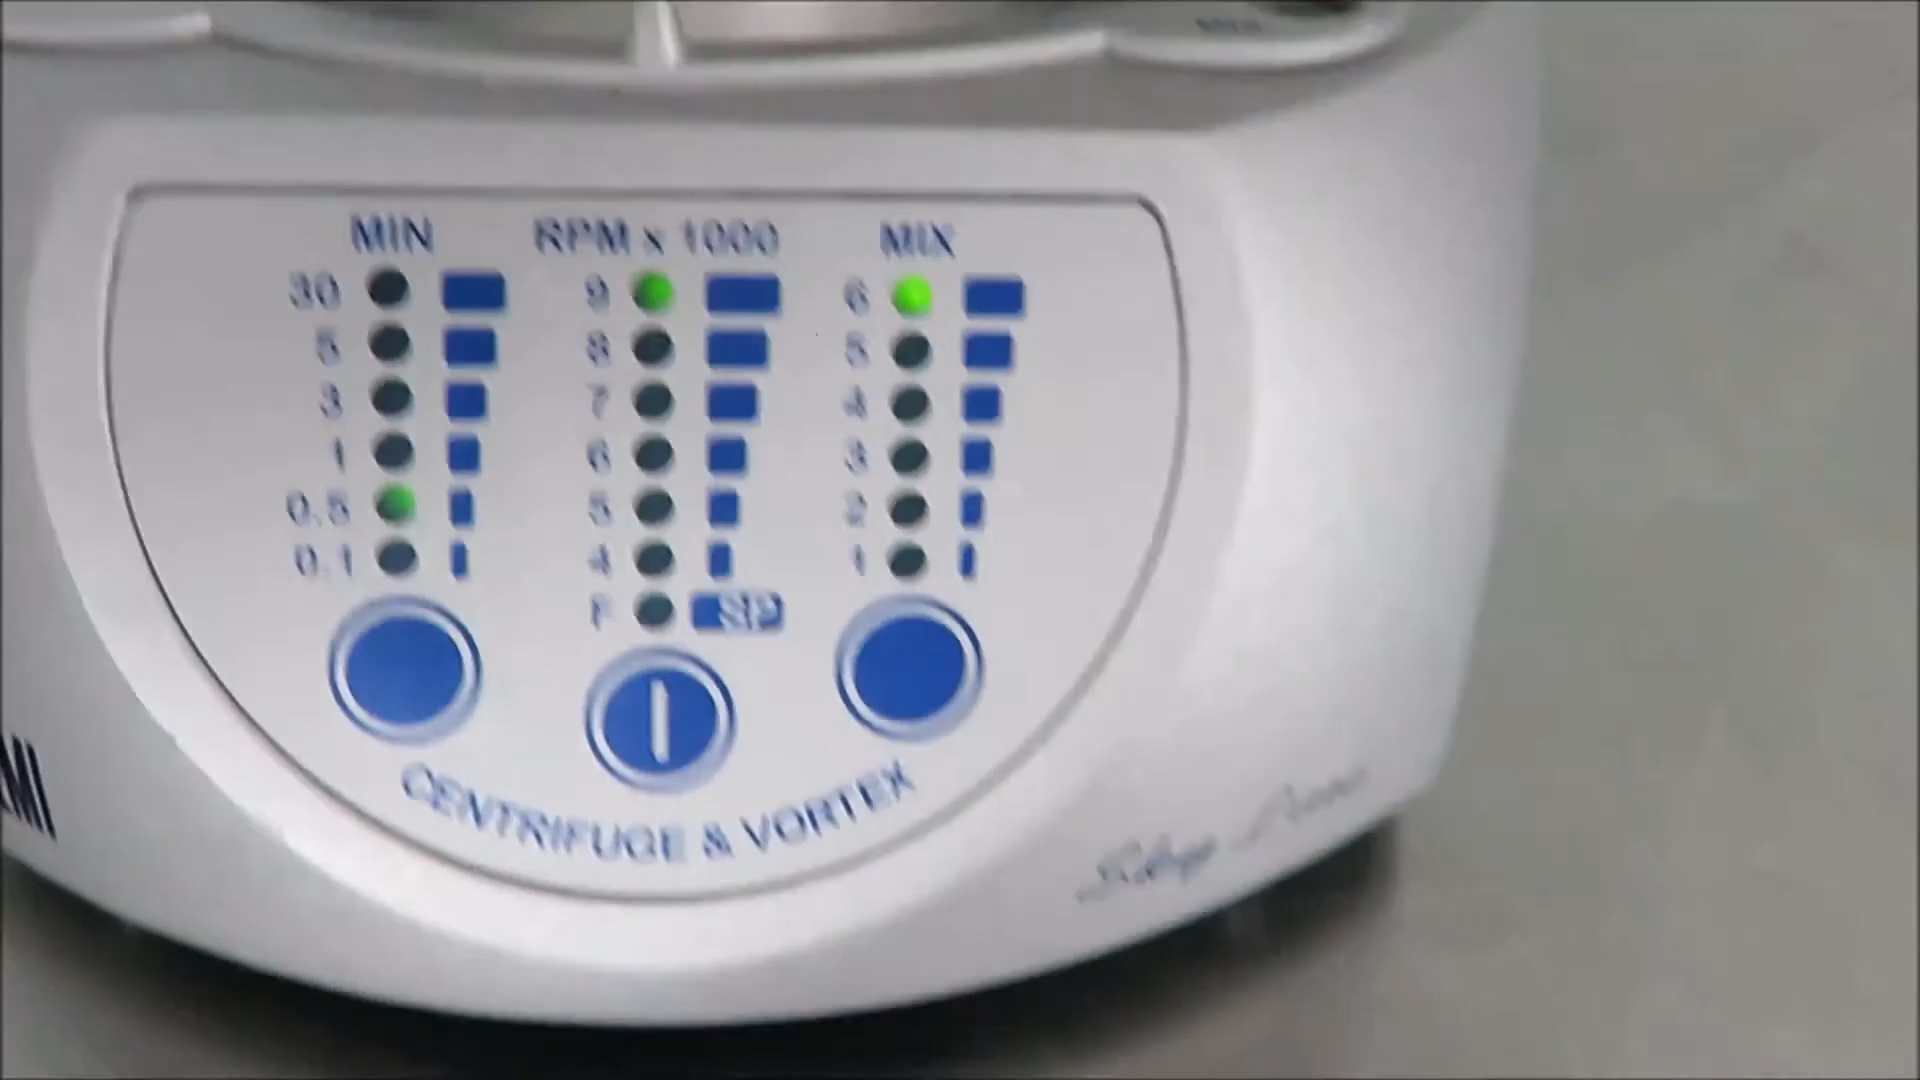 MIN RPM x 1000 MIX
30 9 6
5 8 5
3 7 4
1 6 3
0.5 5 2
0.1 4 1
F
CENTRIFUGE & VORTEX